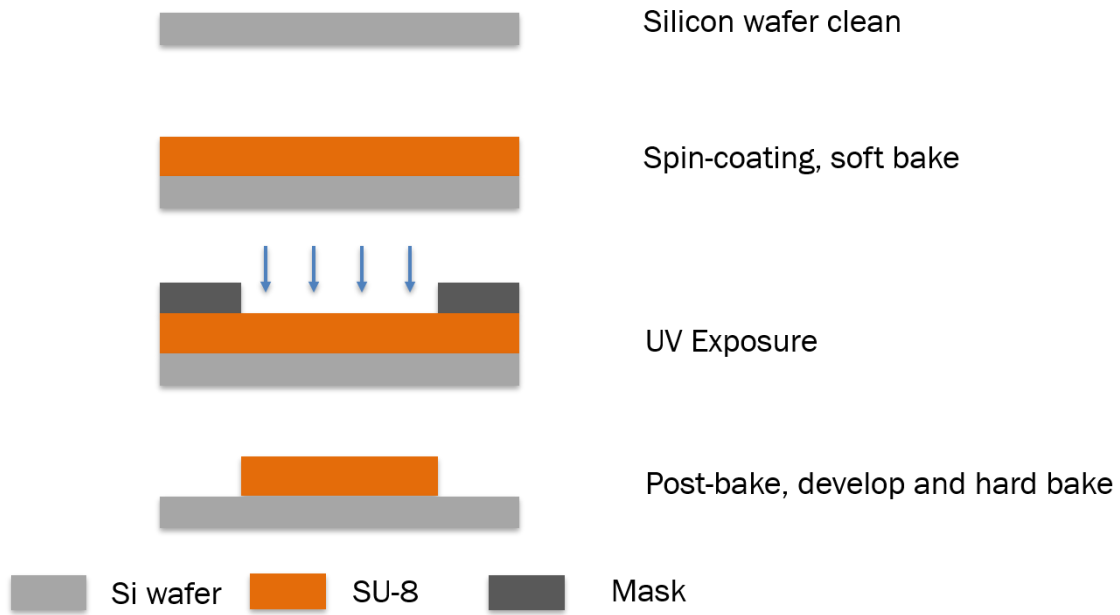 Silicon wafer clean
Spin-coating, soft bake
UV Exposure
Post-bake, develop and hard bake
Si wafer
SU-8
Mask